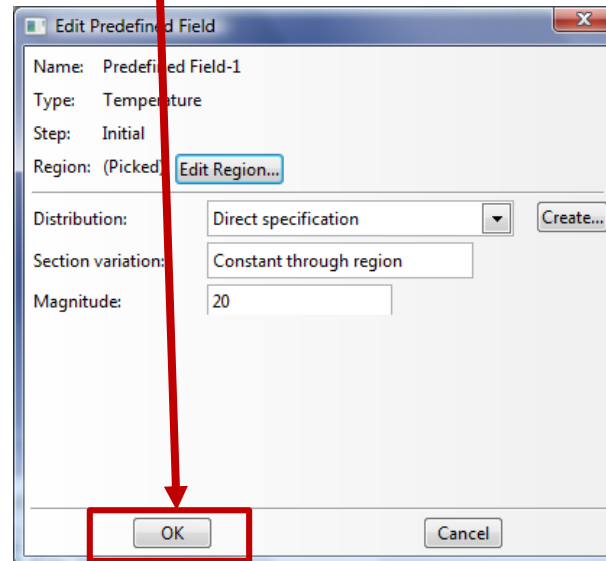 Edit Predefined Field
Name: Predefined Field-1
Type: Temperature
Step: Initial
Region: (Picked) Edit Region...
Distribution: Direct specification Create...
Section variation: Constant through region
Magnitude: 20
OK Cancel